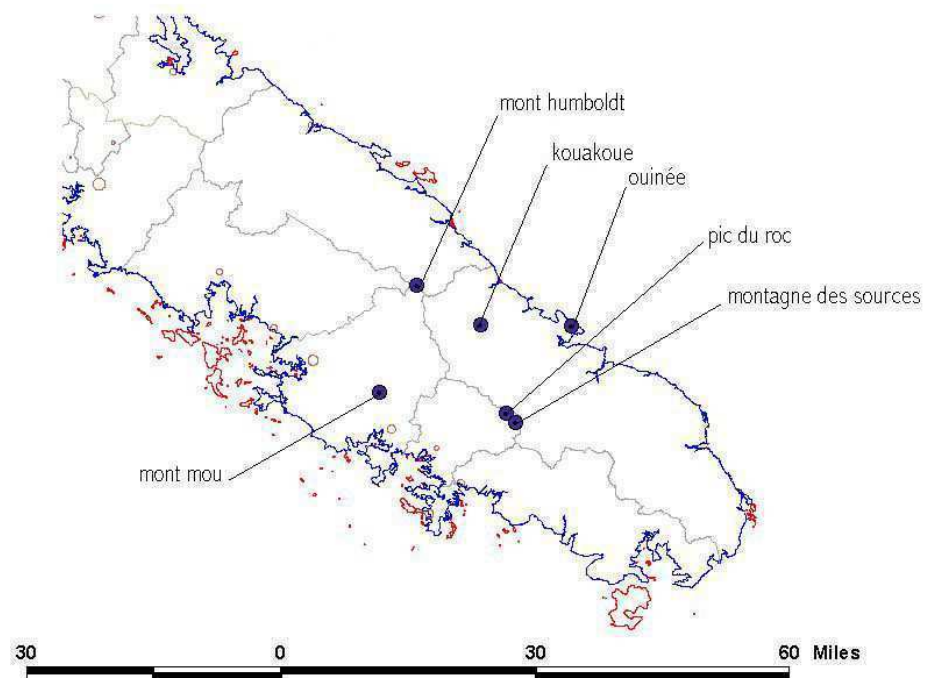 mont humboldt
kouakoue
ouinée
pic du roc
montagne des sources
mont mou
30 0 30 60 Miles